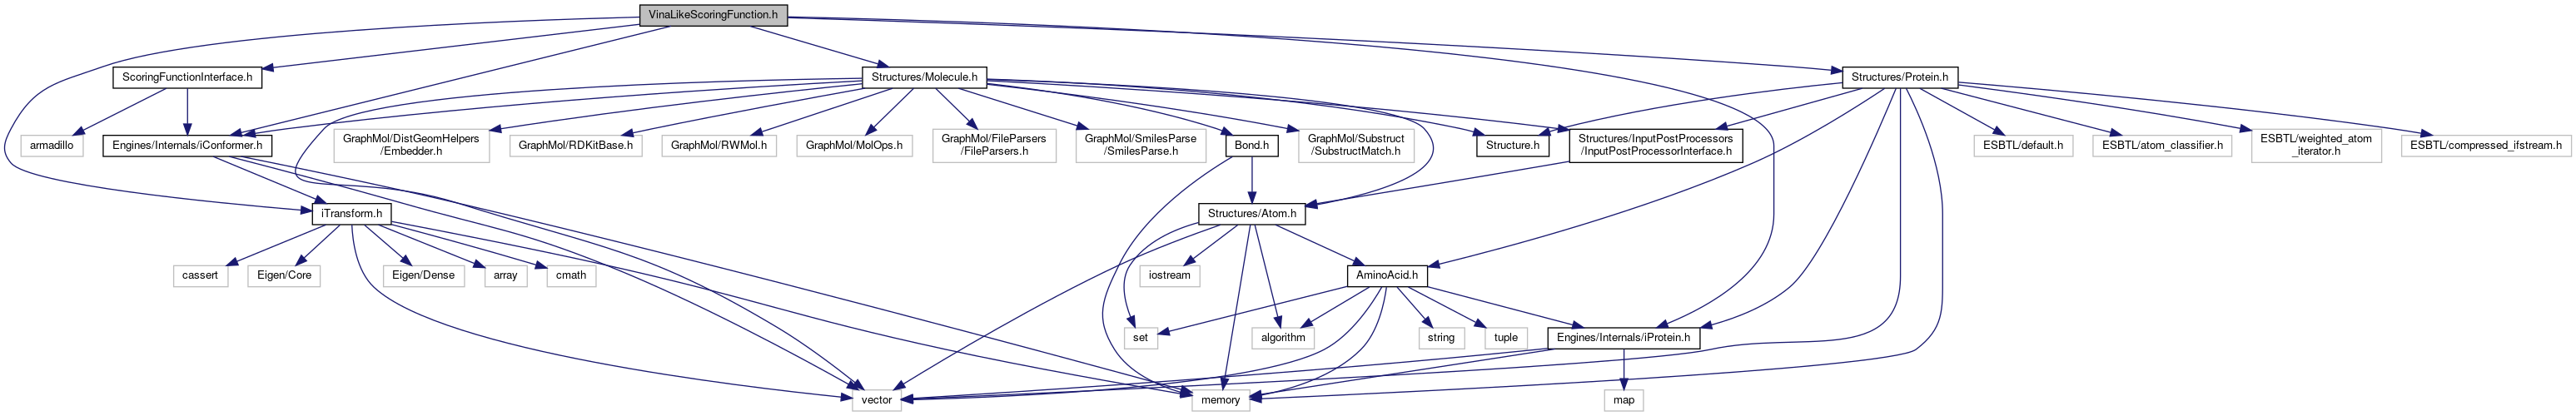 VinaLikeScoringFunction.h
ScoringFunctionInterface.h
Structures/Molecule.h
Structures/Protein.h
armadillo
Engines/Internals/iConformer.h
GraphMol/DistGeomHelpers
/Embedder.h
GraphMol/RDKitBase.h
GraphMol/RWMol.h
GraphMol/MolOps.h
GraphMol/FileParsers
/FileParsers.h
GraphMol/SmilesParse
/SmilesParse.h
Bond.h
GraphMol/Substruct
/SubstructMatch.h
Structure.h
Structures/InputPostProcessors
/InputPostProcessorInterface.h
ESBTL/default.h
ESBTL/atom_classifier.h
ESBTL/weighted_atom
_iterator.h
ESBTL/compressed_ifstream.h
iTransform.h
Structures/Atom.h
cassert
Eigen/Core
Eigen/Dense
array
cmath
iostream
AminoAcid.h
set
algorithm
string
tuple
Engines/Internals/iProtein.h
vector
memory
map